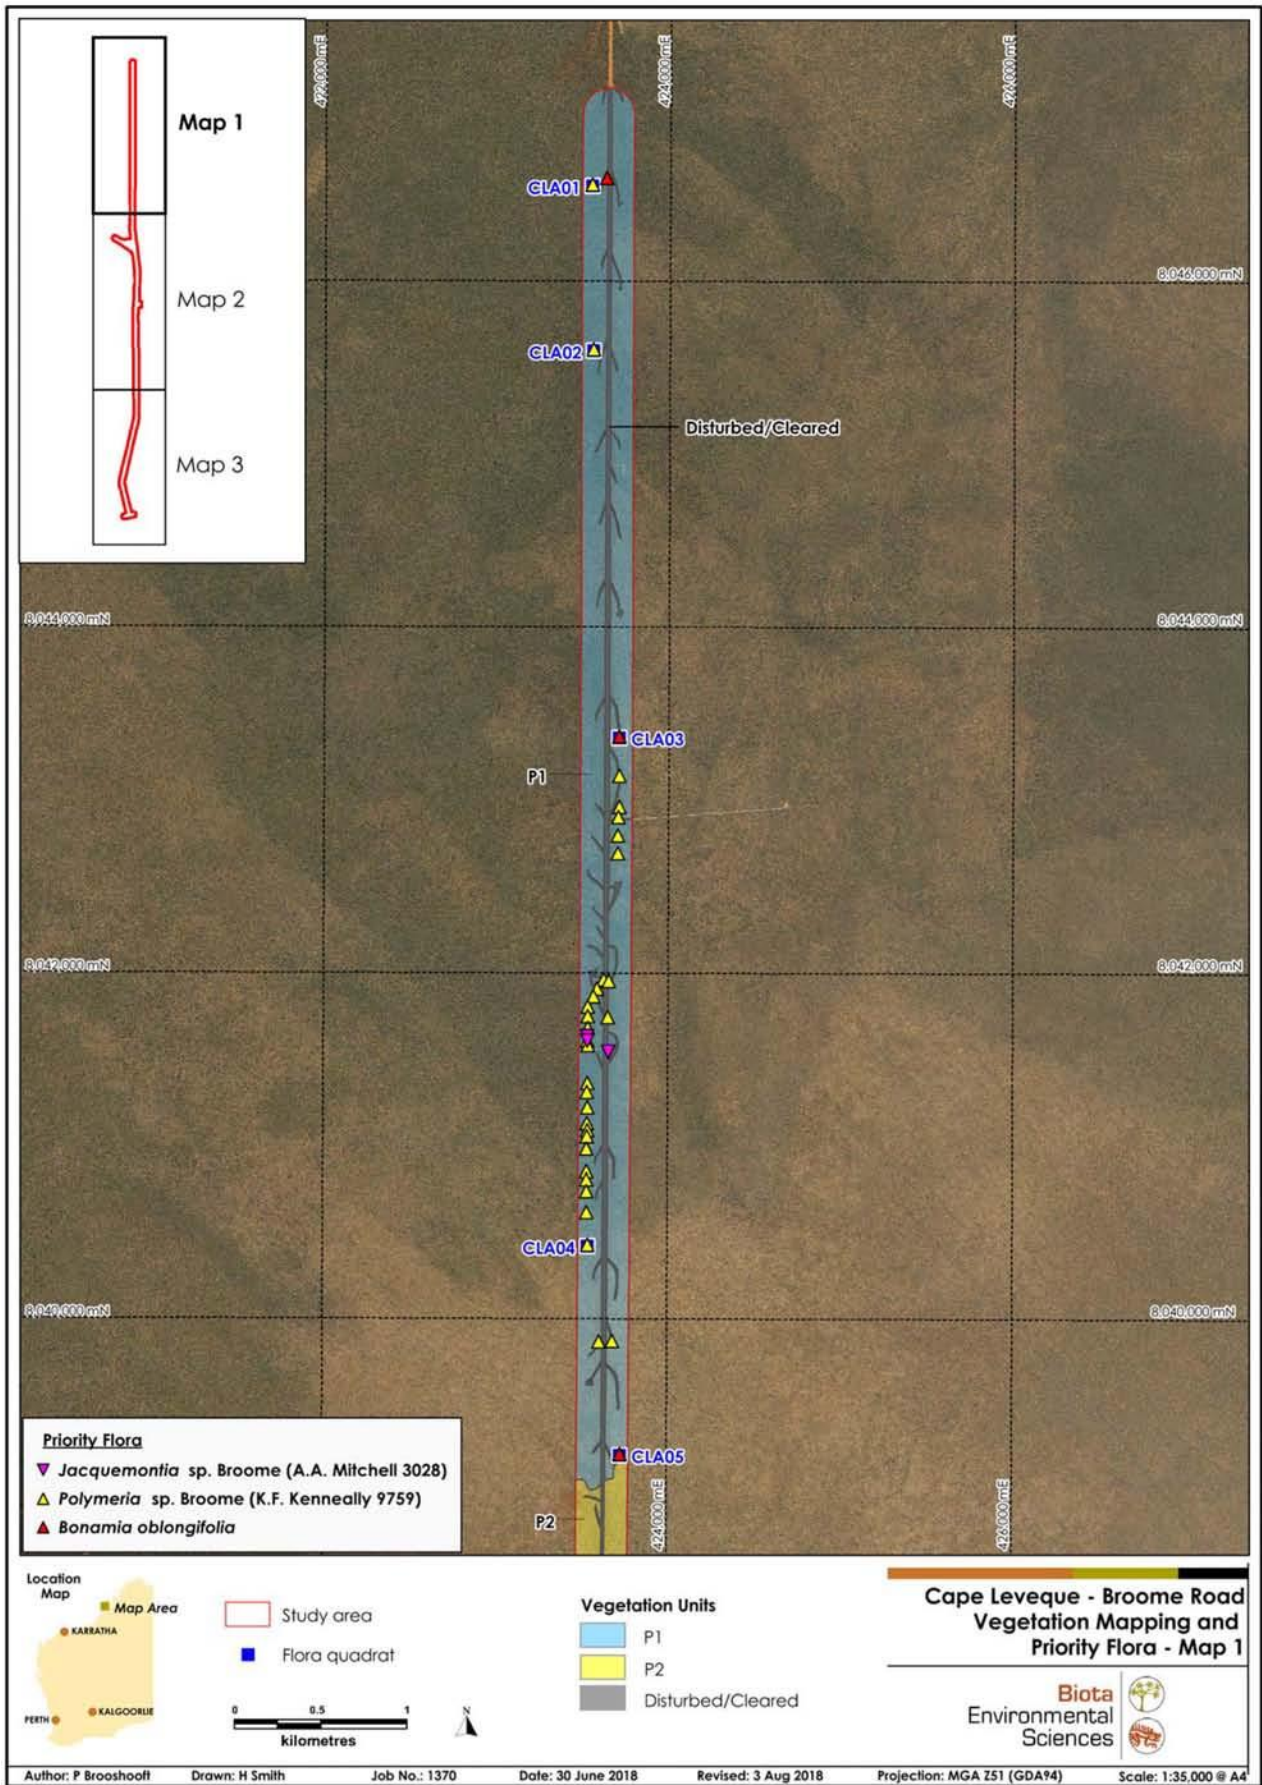 Map 1
Map 2
Map 3
422,000 mE
424,000 mE
426,000 mE
CLA01
8,046,000 mN
CLA02
Disturbed/Cleared
8,044,000 mN
8,044,000 mN
CLA03
P1
8,042,000 mN
8,042,000 mN
CLA04
8,040,000 mN
8,040,000 mN
CLA05
P2
424,000 mE
426,000 mE
Priority Flora
Jacquemontia sp. Broome (A.A. Mitchell 3028)
Polymeria sp. Broome (K.F. Kenneally 9759)
Bonamia oblongifolia
Location
Map
Map Area
KARRATHA
KALGOORLIE
PERTH
Study area
Flora quadrat
0 0.5 1
kilometres
N
Vegetation Units
P1
P2
Disturbed/Cleared
Cape Leveque - Broome Road
Vegetation Mapping and
Priority Flora - Map 1
Biota
Environmental
Sciences
Author: P Brooshooft Drawn: H Smith Job No.: 1370 Date: 30 June 2018 Revised: 3 Aug 2018 Projection: MGA Z51 (GDA94) Scale: 1:35,000 @ A4